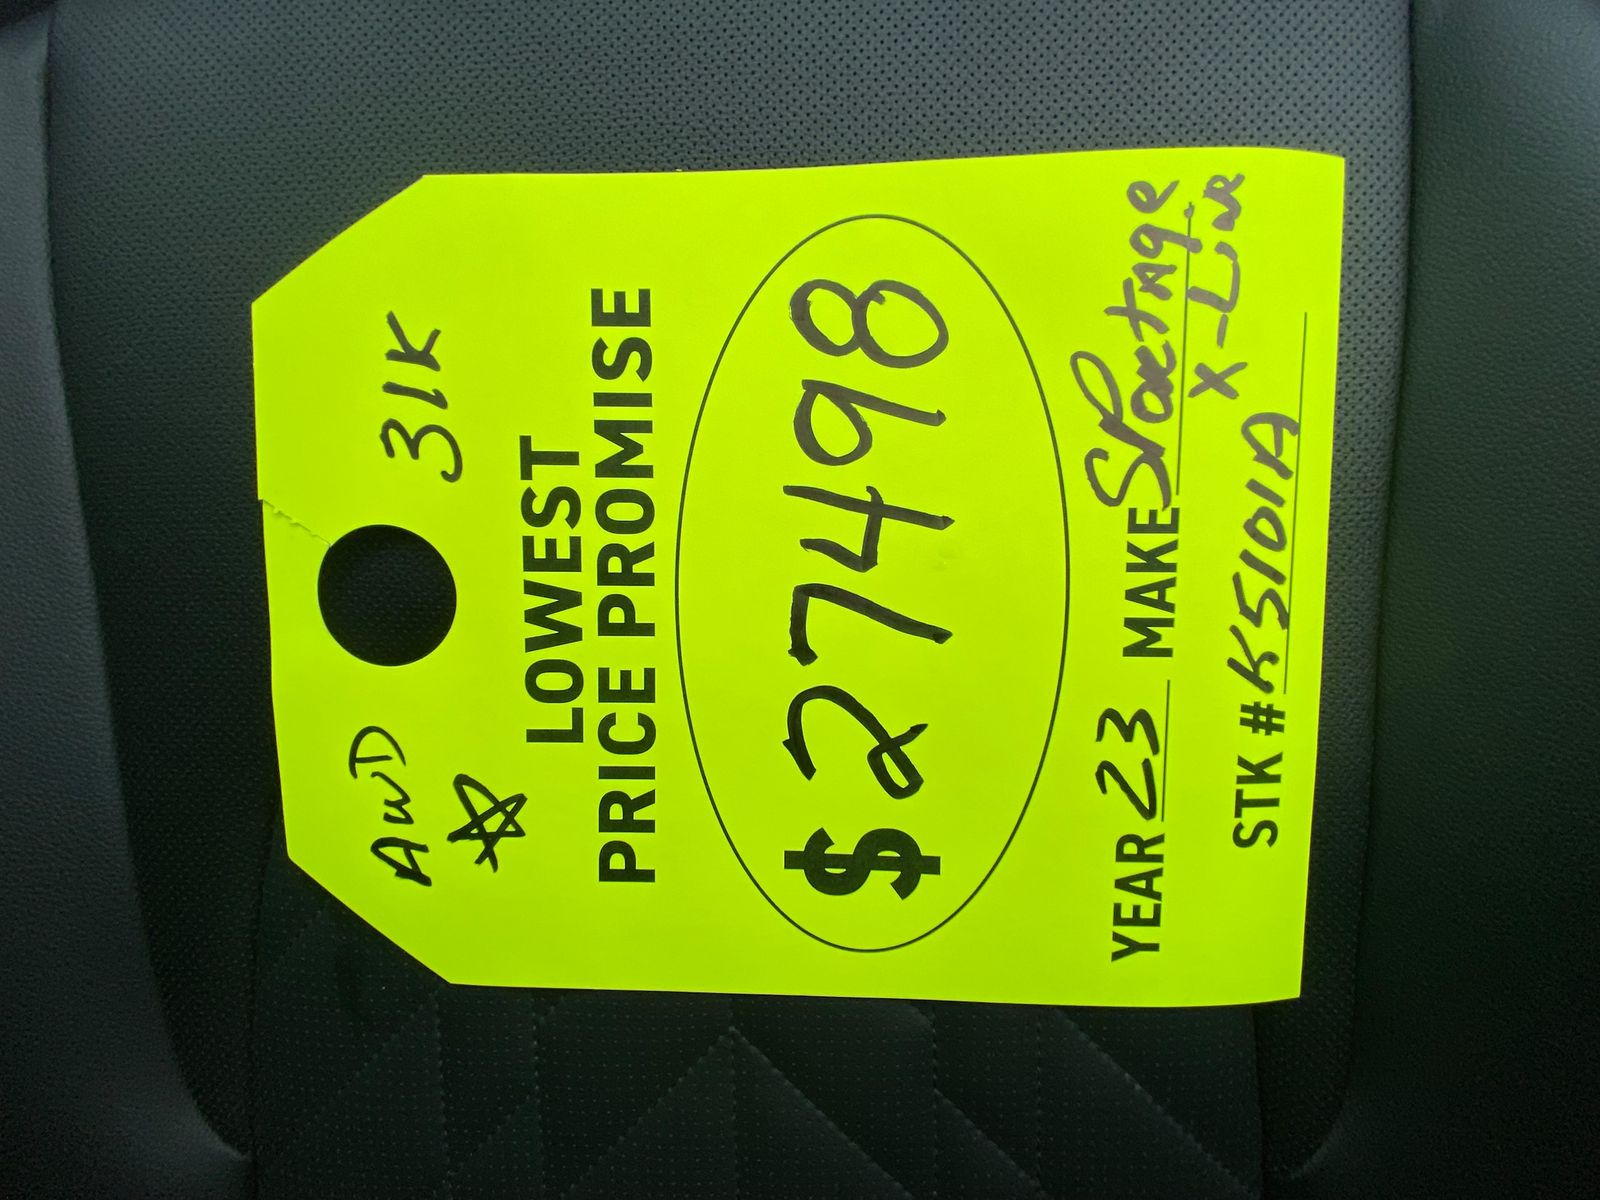 AWD 31K
LOWEST
PRICE PROMISE
$27498
YEAR 23 MAKE Sportage
X-Line
STK # K5101A